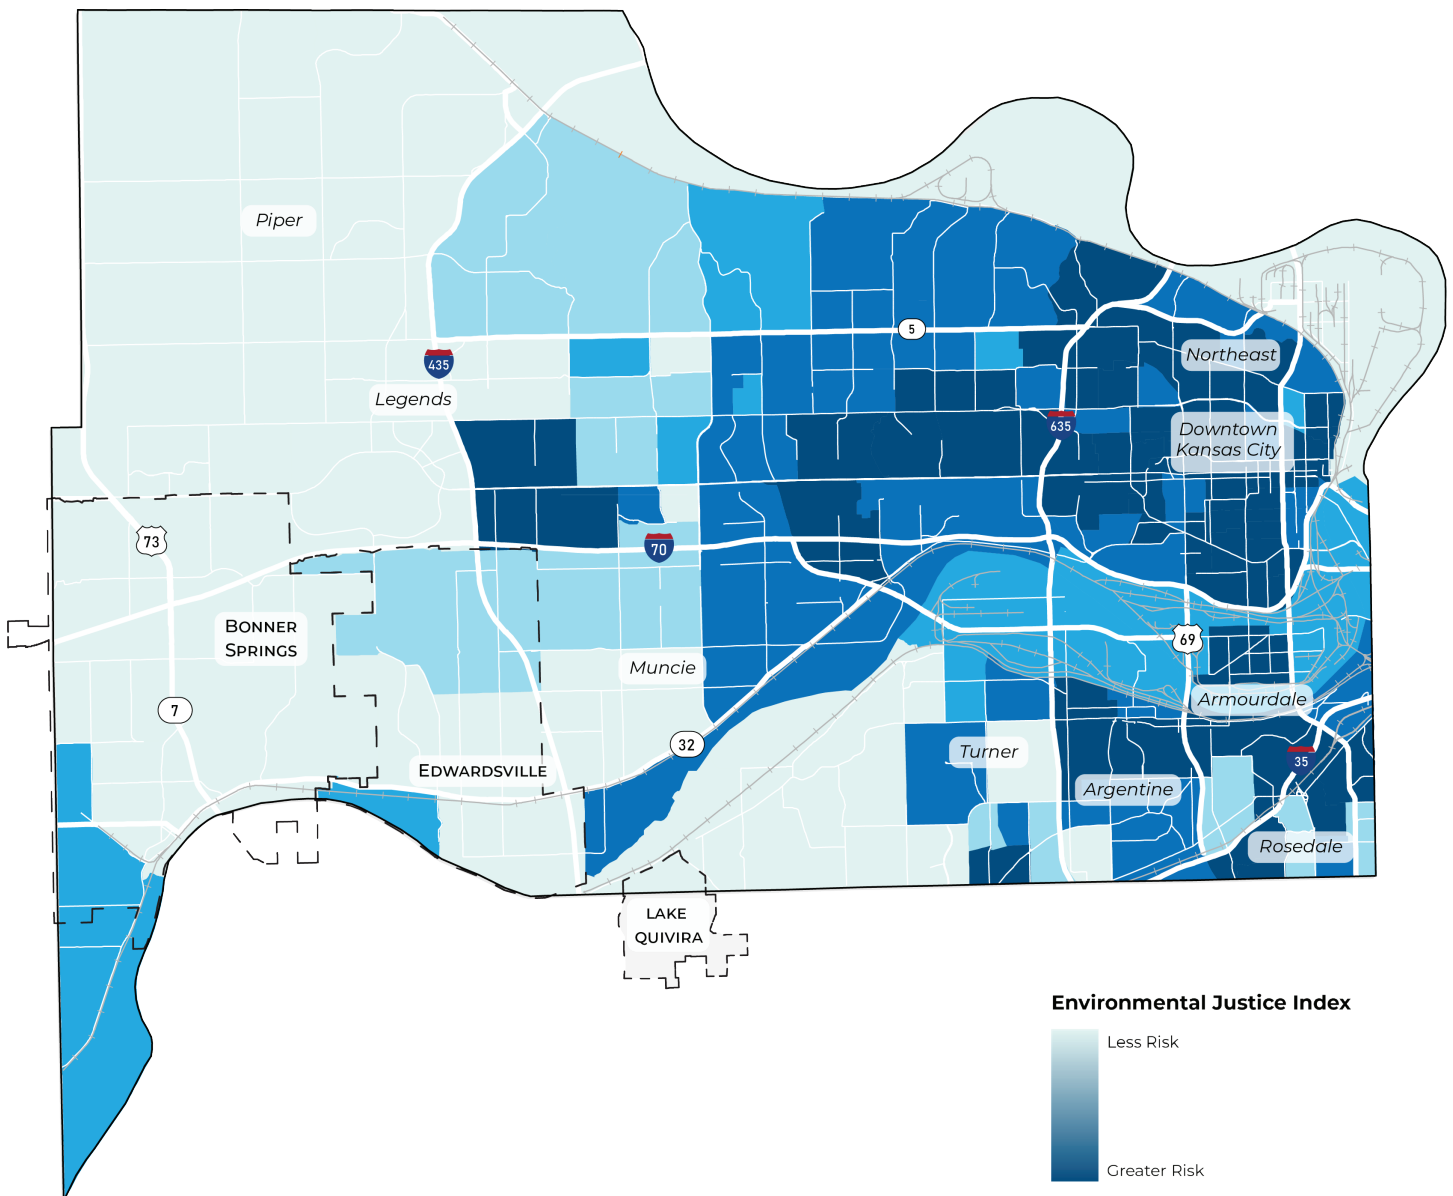 Piper
5
Northeast
435
Legends
635
Downtown
Kansas City
73
70
BONNER
SPRINGS
69
Muncie
7
Armourdale
32
Turner
35
EDWARDSVILLE
Argentine
Rosedale
LAKE
QUIVIRA
Environmental Justice Index
Less Risk
Greater Risk